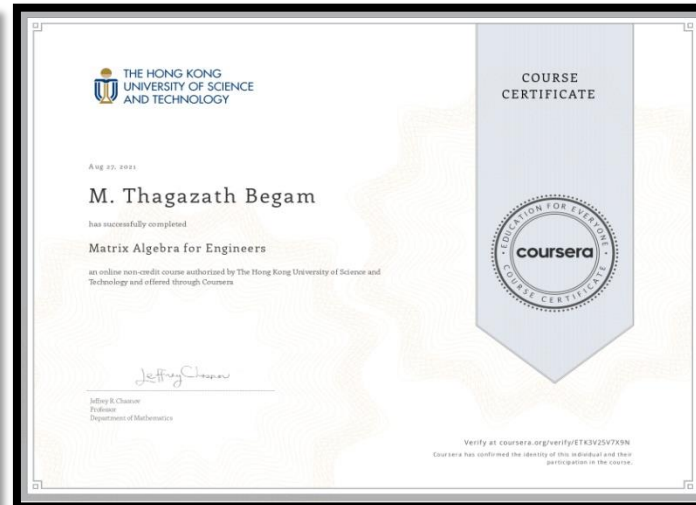 THE HONG KONG
UNIVERSITY OF SCIENCE
AND TECHNOLOGY
COURSE
CERTIFICATE
Aug 27, 2021
M. Thagazath Begam
has successfully completed
Matrix Algebra for Engineers
an online non-credit course authorized by The Hong Kong University of Science and
Technology and offered through Coursera
EDUCATION FOR EVERYONE
coursera
COURSE CERTIFICATE
Jeffrey R. Chasnov
Professor
Department of Mathematics
Verify at coursera.org/verify/ETK3V25V7X9N
Coursera has confirmed the identity of this individual and their
participation in the course.